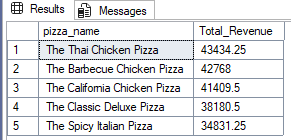 Results Messages
pizza_name Total_Revenue
1 The Thai Chicken Pizza 43434.25
2 The Barbecue Chicken Pizza 42768
3 The California Chicken Pizza 41409.5
4 The Classic Deluxe Pizza 38180.5
5 The Spicy Italian Pizza 34831.25